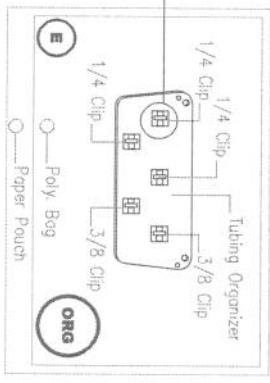 E
1/4 Clip
1/4 Clip
Tubing Organizer
3/8 Clip
1/4 Clip
3/8 Clip
Poly. Bag
Paper Pouch
ORG